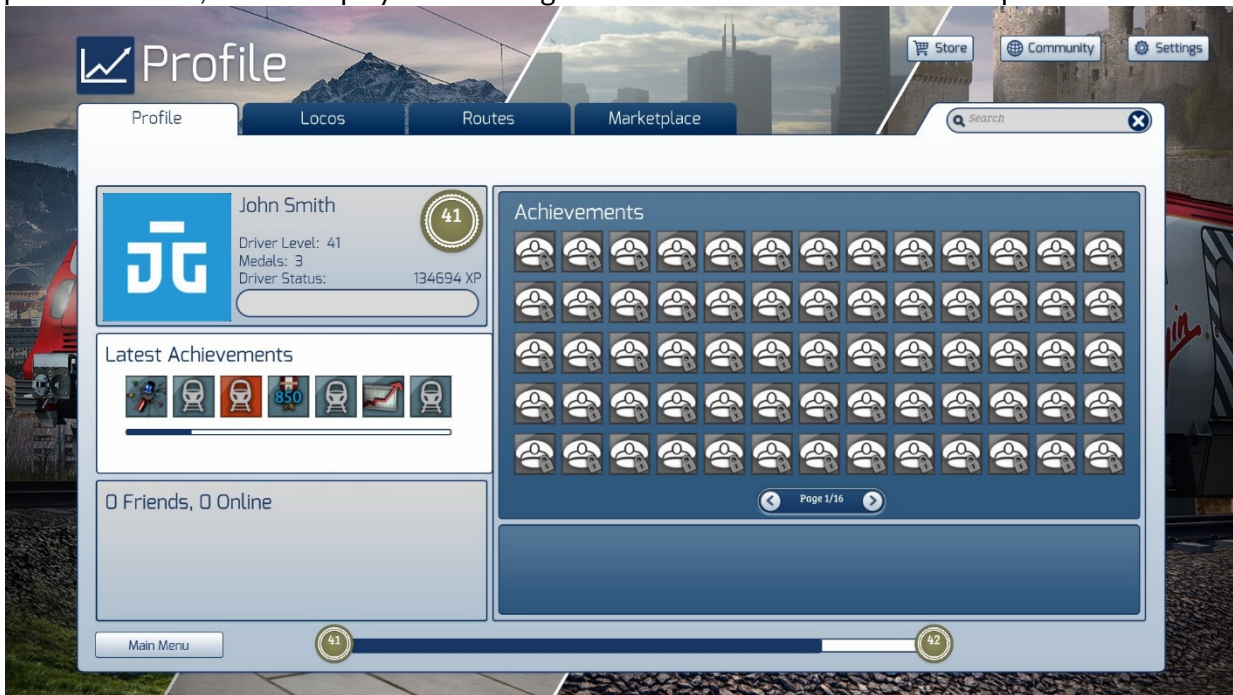 Profile
Store
Community
Settings
Profile
Locos
Routes
Marketplace
Search
John Smith
41
Driver Level: 41
Medals: 3
Driver Status:
134694 XP
Achievements
Latest Achievements
850
0 Friends, 0 Online
Page 1/16
Main Menu
41
42